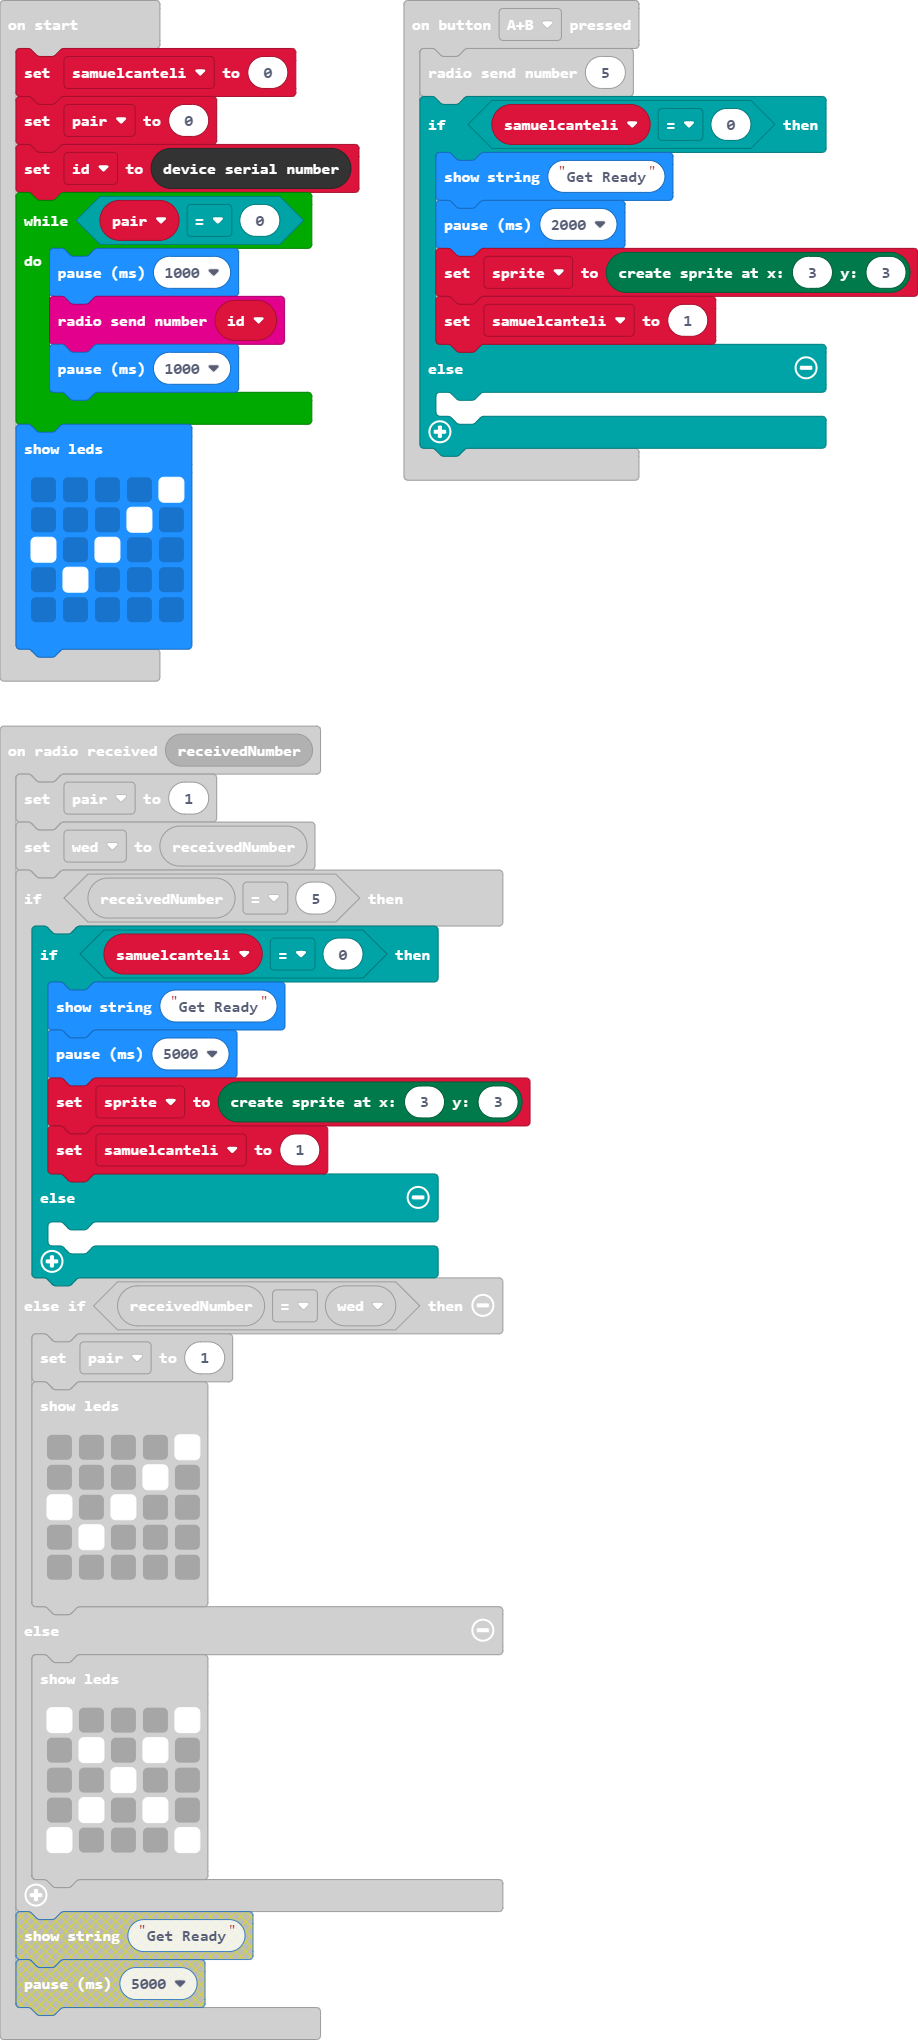 on start
set samuelcanteli to 0
set pair to 0
set id to device serial number
while pair = 0
do
pause (ms) 1000
radio send number id
pause (ms) 1000
show leds
on button A+B pressed
radio send number 5
if samuelcanteli = 0 then
show string "Get Ready"
pause (ms) 2000
set sprite to create sprite at x: 3 y: 3
set samuelcanteli to 1
else
on radio received receivedNumber
set pair to 1
set wed to receivedNumber
if receivedNumber = 5 then
if samuelcanteli = 0 then
show string "Get Ready"
pause (ms) 5000
set sprite to create sprite at x: 3 y: 3
set samuelcanteli to 1
else
else if receivedNumber = wed then
set pair to 1
show leds
else
show leds
show string "Get Ready"
pause (ms) 5000